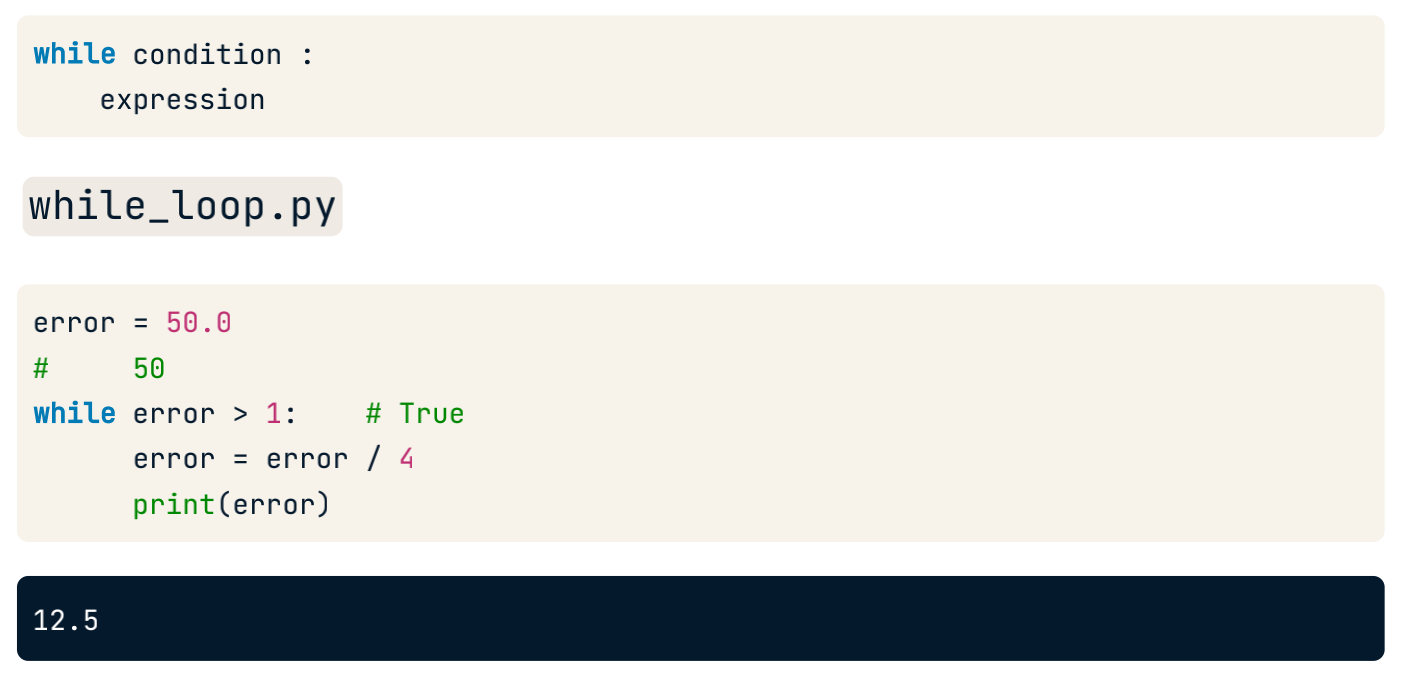 while condition :
    expression
while_loop.py
error = 50.0
#     50
while error > 1:    # True
      error = error / 4
      print(error)
12.5